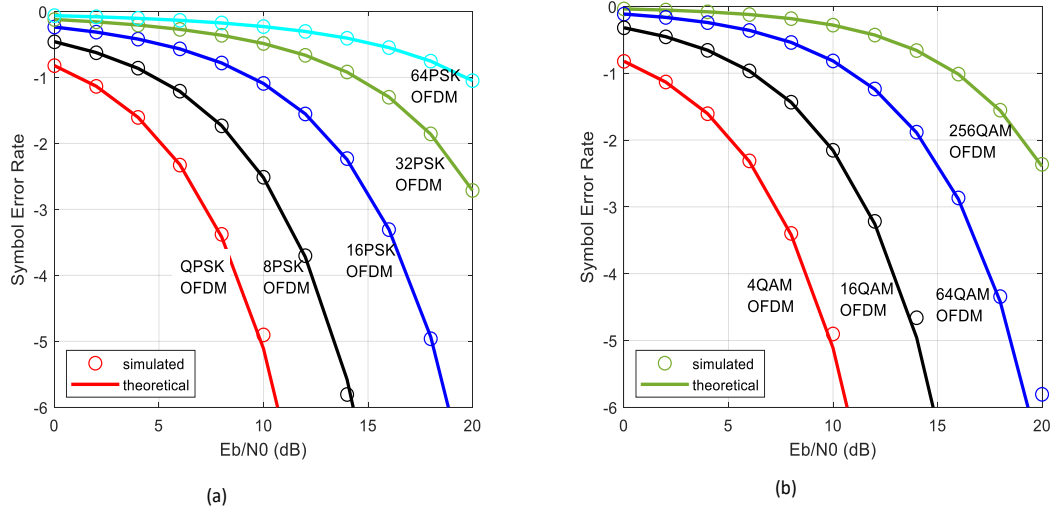 0
-1
-2
-3
-4
-5
-6
Symbol Error Rate
64PSK
OFDM
32PSK
OFDM
16PSK
OFDM
8PSK
OFDM
QPSK
OFDM
simulated
theoretical
0 5 10 15 20
Eb/N0 (dB)
(a)
0
-1
-2
-3
-4
-5
-6
Symbol Error Rate
256QAM
OFDM
4QAM
OFDM
16QAM
OFDM
64QAM
OFDM
simulated
theoretical
0 5 10 15 20
Eb/N0 (dB)
(b)